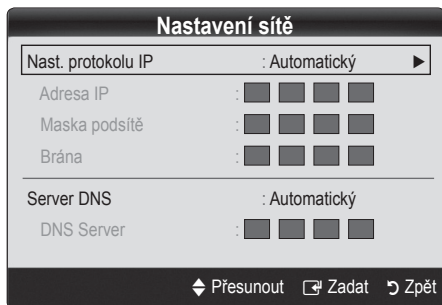 Nastavení sítě
Nast. protokolu IP : Automatický
Adresa IP :
Maska podsítě :
Brána :
Server DNS : Automatický
DNS Server :
Přesunout Zadat Zpět